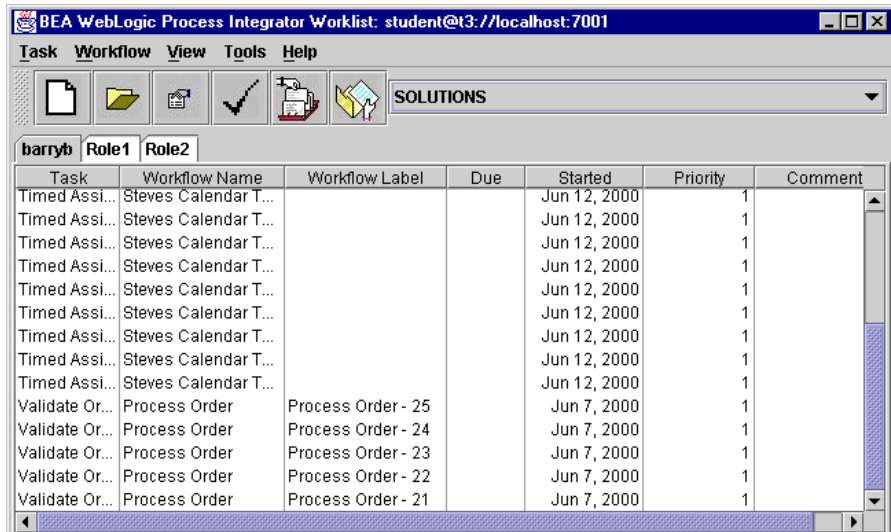 BEA WebLogic Process Integrator Worklist: student@t3://localhost:7001
Task Workflow View Tools Help
SOLUTIONS
barryb Role1 Role2
Task Workflow Name Workflow Label Due Started Priority Comment
Timed Assi... Steves Calendar T... Jun 12, 2000 1
Timed Assi... Steves Calendar T... Jun 12, 2000 1
Timed Assi... Steves Calendar T... Jun 12, 2000 1
Timed Assi... Steves Calendar T... Jun 12, 2000 1
Timed Assi... Steves Calendar T... Jun 12, 2000 1
Timed Assi... Steves Calendar T... Jun 12, 2000 1
Timed Assi... Steves Calendar T... Jun 12, 2000 1
Timed Assi... Steves Calendar T... Jun 12, 2000 1
Timed Assi... Steves Calendar T... Jun 12, 2000 1
Validate Or... Process Order Process Order - 25 Jun 7, 2000 1
Validate Or... Process Order Process Order - 24 Jun 7, 2000 1
Validate Or... Process Order Process Order - 23 Jun 7, 2000 1
Validate Or... Process Order Process Order - 22 Jun 7, 2000 1
Validate Or... Process Order Process Order - 21 Jun 7, 2000 1